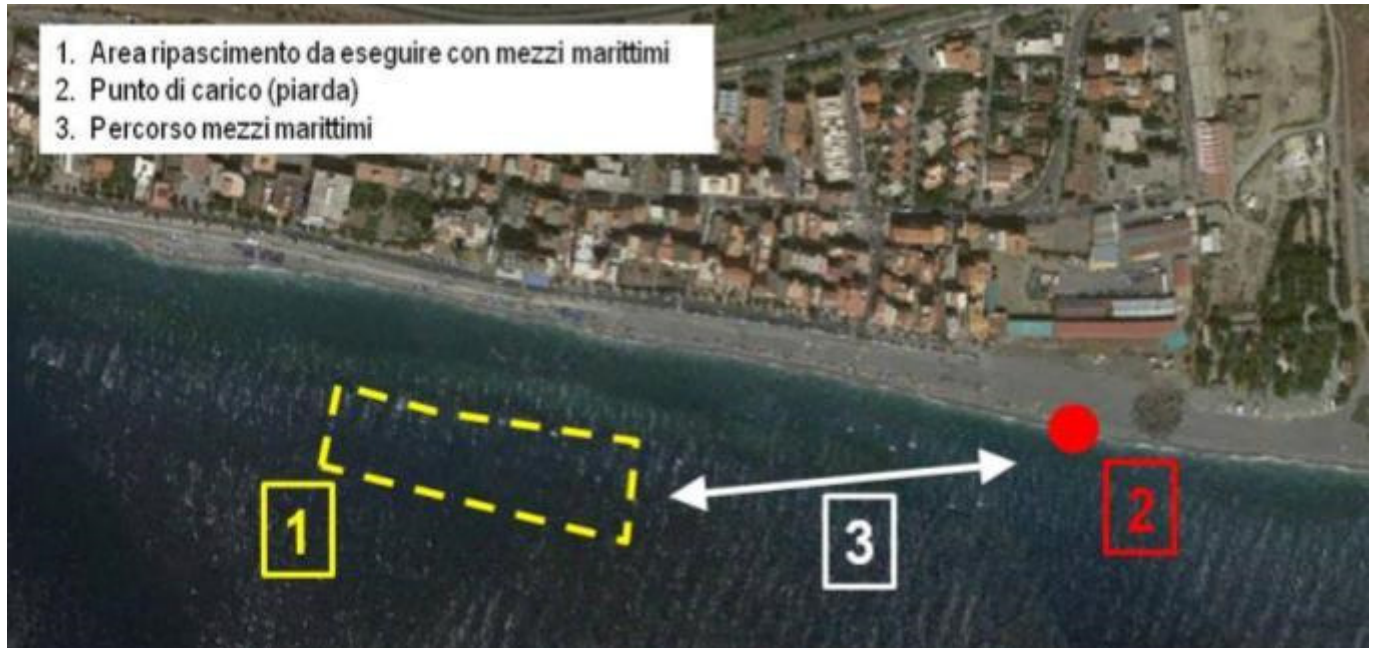 1. Area ripascimento da eseguire con mezzi marittimi
2. Punto di carico (piarda)
3. Percorso mezzi marittimi
1
3
2